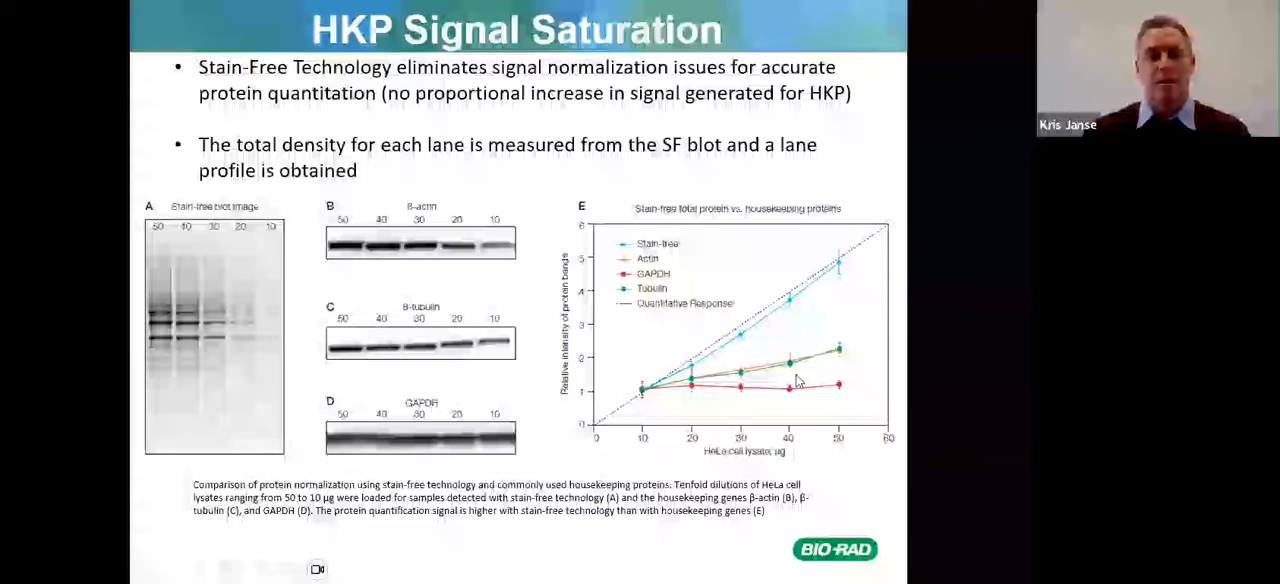 HKP Signal Saturation
• Stain-Free Technology eliminates signal normalization issues for accurate
protein quantitation (no proportional increase in signal generated for HKP)
• The total density for each lane is measured from the SF blot and a lane
profile is obtained
A Stain-free blot image
50 40 30 20 10
B β-actin
50 40 30 20 10
C β-tubulin
50 40 30 20 10
D GAPDH
50 40 30 20 10
E Stain-free total protein vs. housekeeping proteins
Relative intensity of protein bands
6
5
4
3
2
1
0
Stain-free
Actin
GAPDH
Tubulin
Quantitative Response
0 10 20 30 40 50 60
HeLa cell lysate, µg
Comparison of protein normalization using stain-free technology and commonly used housekeeping proteins. Tenfold dilutions of HeLa cell
lysates ranging from 50 to 10 µg were loaded for samples detected with stain-free technology (A) and the housekeeping genes β-actin (B), β-
tubulin (C), and GAPDH (D). The protein quantification signal is higher with stain-free technology than with housekeeping genes (E)
BIO-RAD
Kris Janse